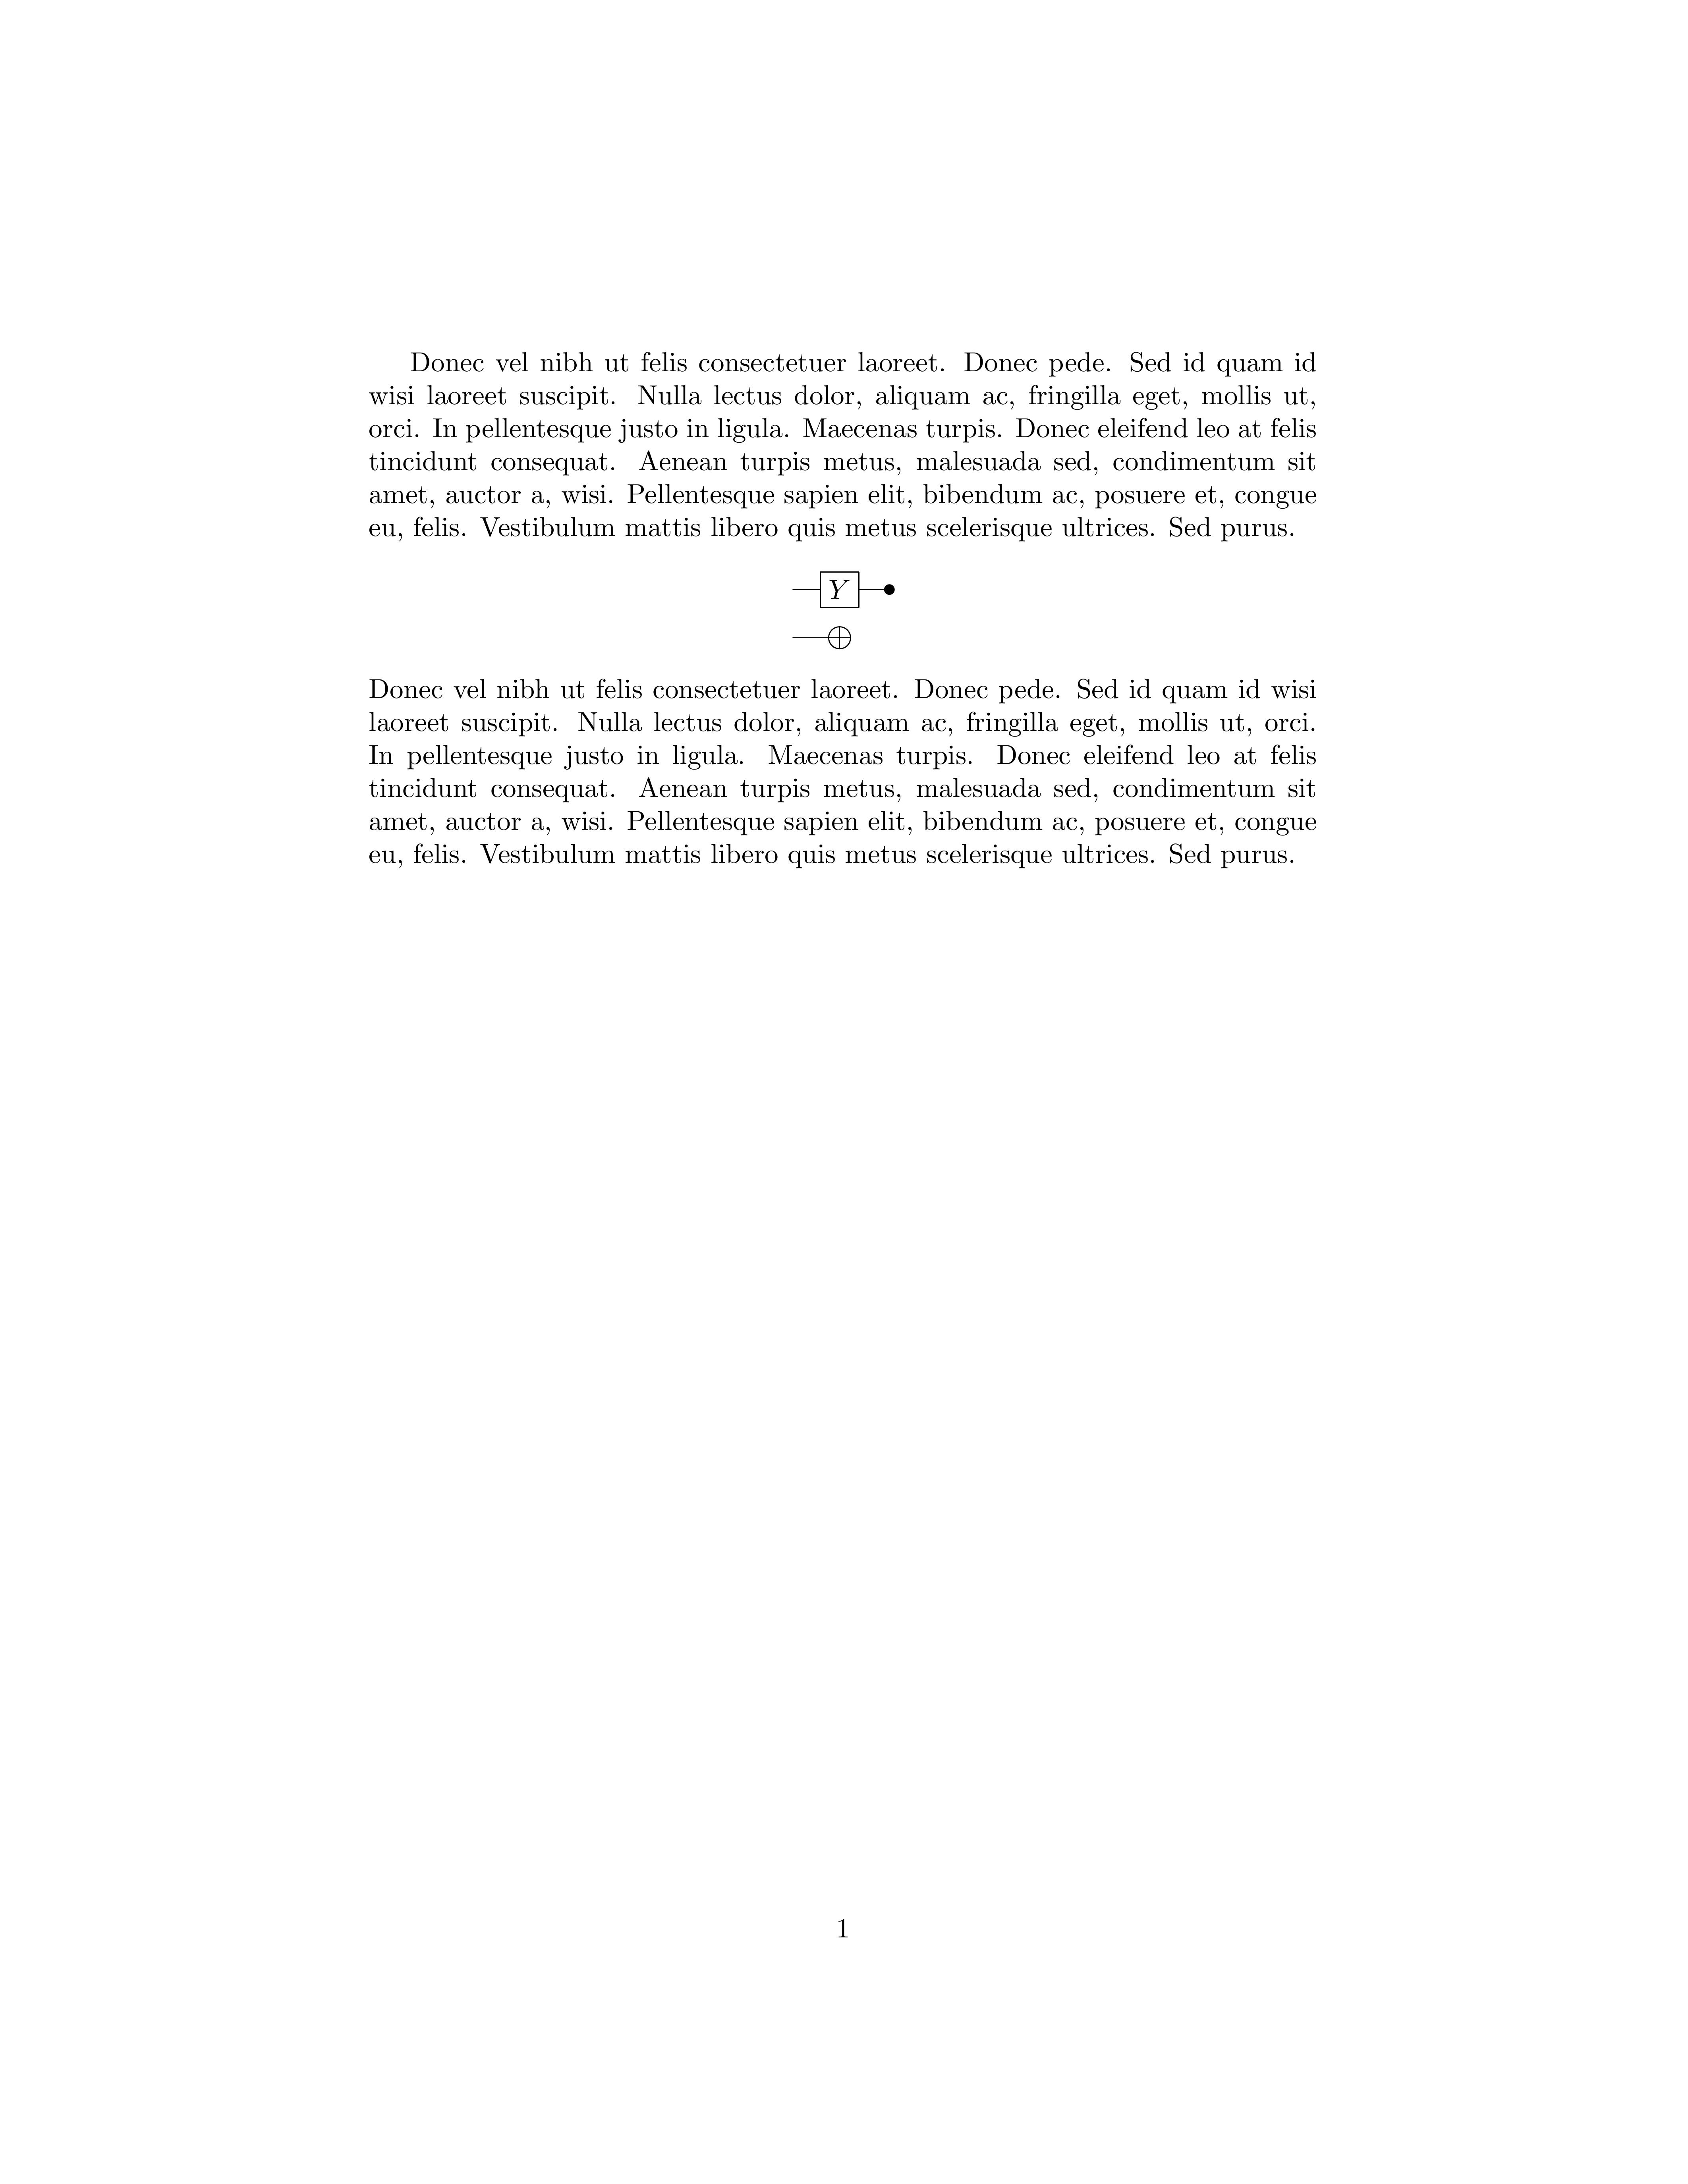 Donec vel nibh ut felis consectetuer laoreet. Donec pede. Sed id quam id
wisi laoreet suscipit. Nulla lectus dolor, aliquam ac, fringilla eget, mollis ut,
orci. In pellentesque justo in ligula. Maecenas turpis. Donec eleifend leo at felis
tincidunt consequat. Aenean turpis metus, malesuada sed, condimentum sit
amet, auctor a, wisi. Pellentesque sapien elit, bibendum ac, posuere et, congue
eu, felis. Vestibulum mattis libero quis metus scelerisque ultrices. Sed purus.
Y
Donec vel nibh ut felis consectetuer laoreet. Donec pede. Sed id quam id wisi
laoreet suscipit. Nulla lectus dolor, aliquam ac, fringilla eget, mollis ut, orci.
In pellentesque justo in ligula. Maecenas turpis. Donec eleifend leo at felis
tincidunt consequat. Aenean turpis metus, malesuada sed, condimentum sit
amet, auctor a, wisi. Pellentesque sapien elit, bibendum ac, posuere et, congue
eu, felis. Vestibulum mattis libero quis metus scelerisque ultrices. Sed purus.
1